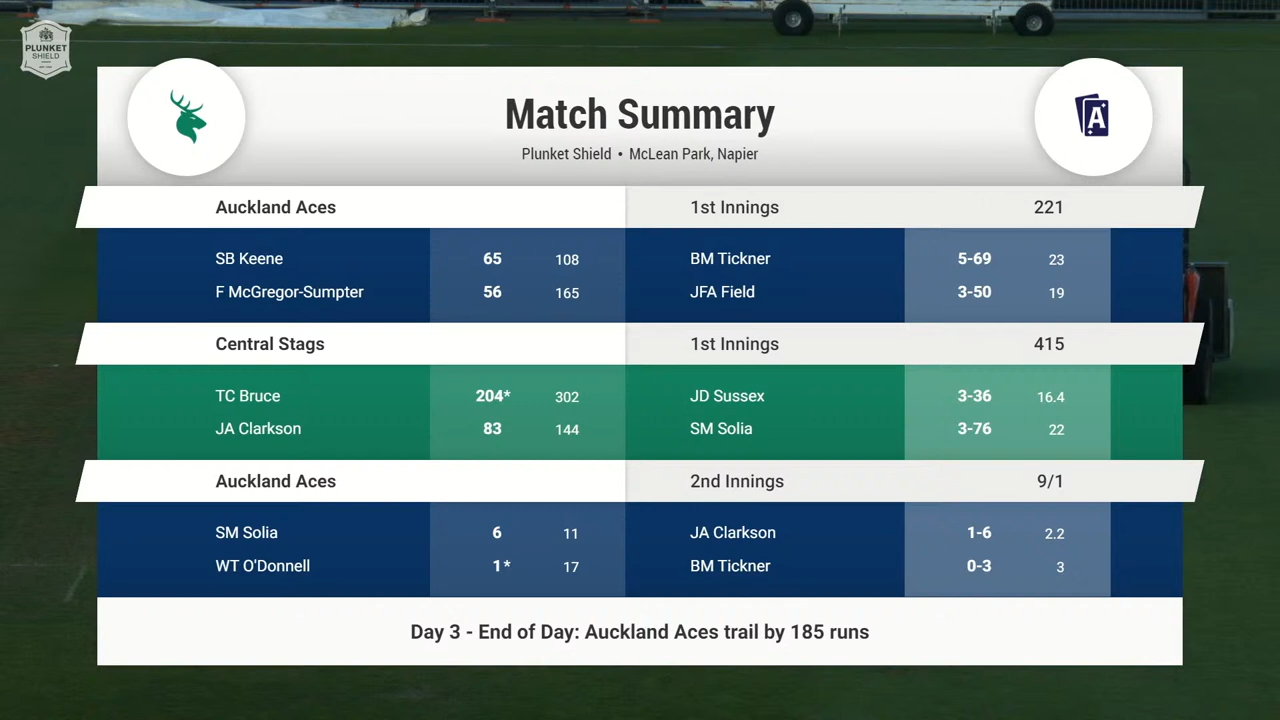 PLUNKET
SHIELD
Match Summary
Plunket Shield • McLean Park, Napier
A
Auckland Aces 1st Innings 221
SB Keene 65 108 BM Tickner 5-69 23
F McGregor-Sumpter 56 165 JFA Field 3-50 19
Central Stags 1st Innings 415
TC Bruce 204* 302 JD Sussex 3-36 16.4
JA Clarkson 83 144 SM Solia 3-76 22
Auckland Aces 2nd Innings 9/1
SM Solia 6 11 JA Clarkson 1-6 2.2
WT O'Donnell 1* 17 BM Tickner 0-3 3
Day 3 - End of Day: Auckland Aces trail by 185 runs